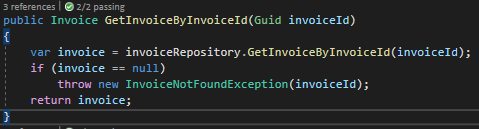 3 references | 2/2 passing
public Invoice GetInvoiceByInvoiceId(Guid invoiceId)
{
var invoice = invoiceRepository.GetInvoiceByInvoiceId(invoiceId);
if (invoice == null)
throw new InvoiceNotFoundException(invoiceId);
return invoice;
}